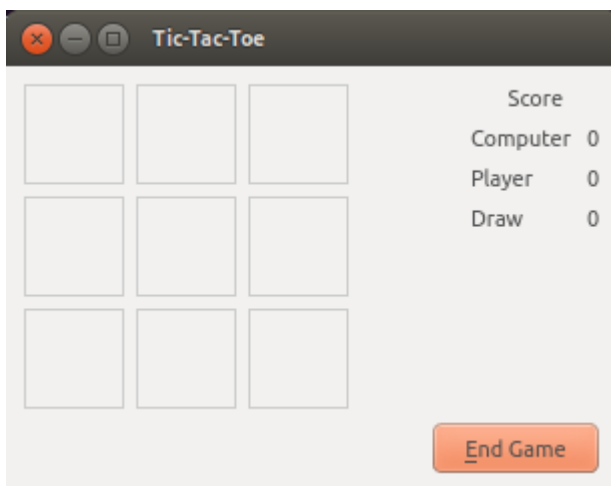 Tic-Tac-Toe
Score
Computer 0
Player 0
Draw 0
End Game